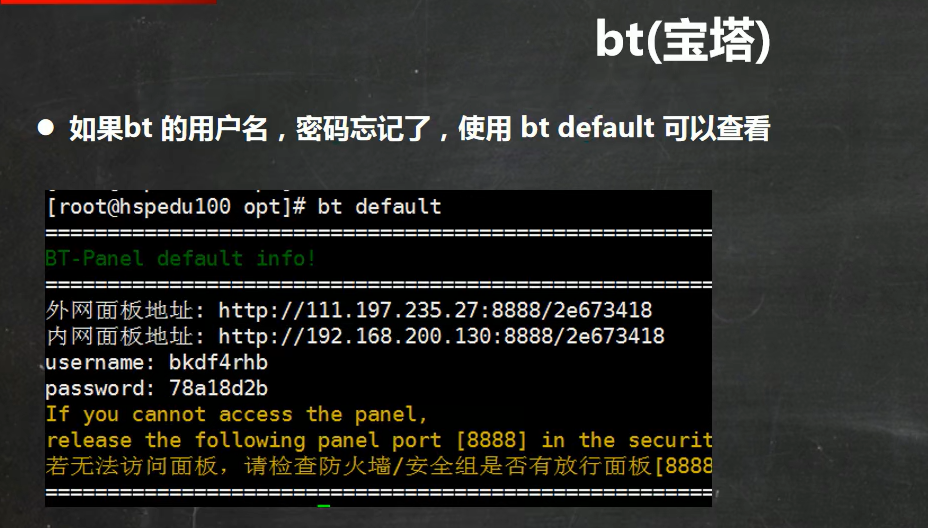 bt(宝塔)
如果bt 的用户名，密码忘记了，使用 bt default 可以查看
[root@hspedu100 opt]# bt default
==================================================================
BT-Panel default info!
==================================================================
外网面板地址: http://111.197.235.27:8888/2e673418
内网面板地址: http://192.168.200.130:8888/2e673418
username: bkdf4rhb
password: 78a18d2b
If you cannot access the panel,
release the following panel port [8888] in the securit
若无法访问面板，请检查防火墙/安全组是否有放行面板[8888
==================================================================